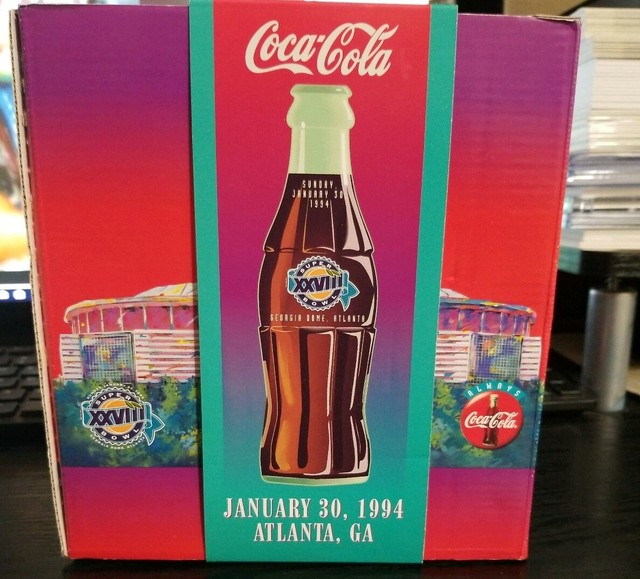 Coca-Cola
SUNDAY,
JANUARY 30
1994
SUPER
XXVIII
BOWL
GEORGIA DOME, ATLANTA
SUPER
XXVIII
BOWL
ALWAYS
Coca-Cola
JANUARY 30, 1994
ATLANTA, GA